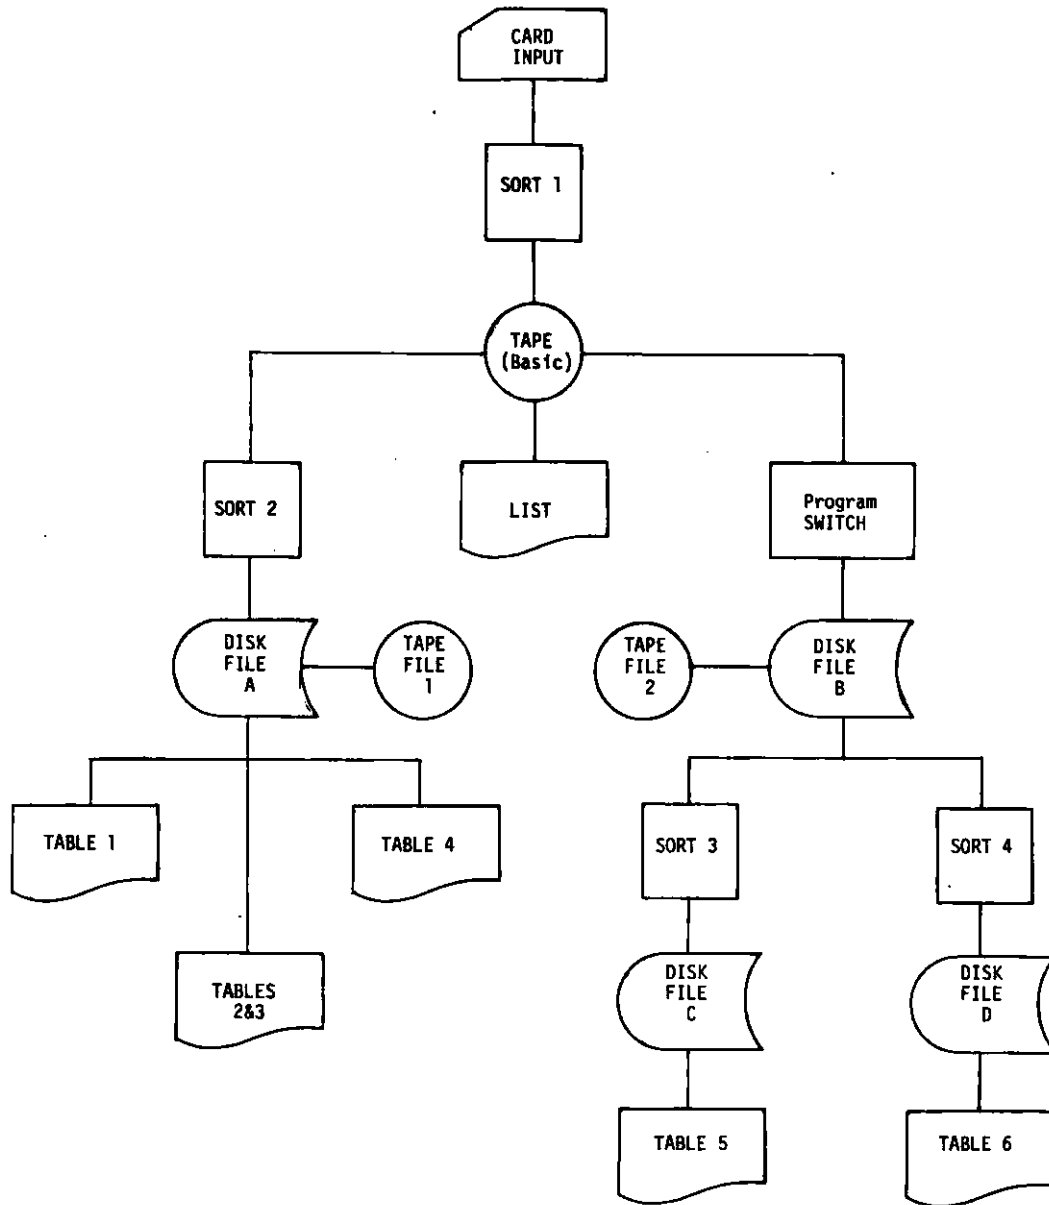 CARD
INPUT
SORT 1
TAPE
(Basic)
SORT 2
LIST
Program
SWITCH
DISK
FILE
A
TAPE
FILE
1
TAPE
FILE
2
DISK
FILE
B
TABLE 1
TABLE 4
SORT 3
SORT 4
TABLES
2&3
DISK
FILE
C
DISK
FILE
D
TABLE 5
TABLE 6